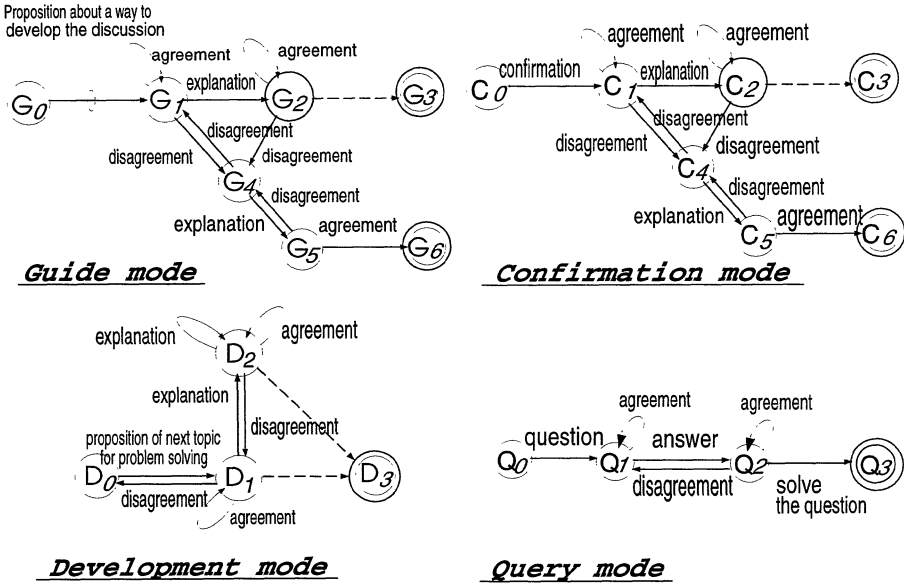 Proposition about a way to
develop the discussion
agreement
agreement
explanation
G0
G1
G2
G3
disagreement
disagreement
disagreement
G4
disagreement
explanation
agreement
G5
G6
Guide mode
agreement
agreement
confirmation
explanation
C0
C1
C2
C3
disagreement
disagreement
disagreement
C4
disagreement
explanation
agreement
C5
C6
Confirmation mode
explanation
agreement
D2
explanation
disagreement
proposition of next topic
for problem solving
D0
D1
D3
disagreement
agreement
Development mode
agreement
agreement
question
answer
Q0
Q1
Q2
Q3
disagreement
solve
the question
Query mode